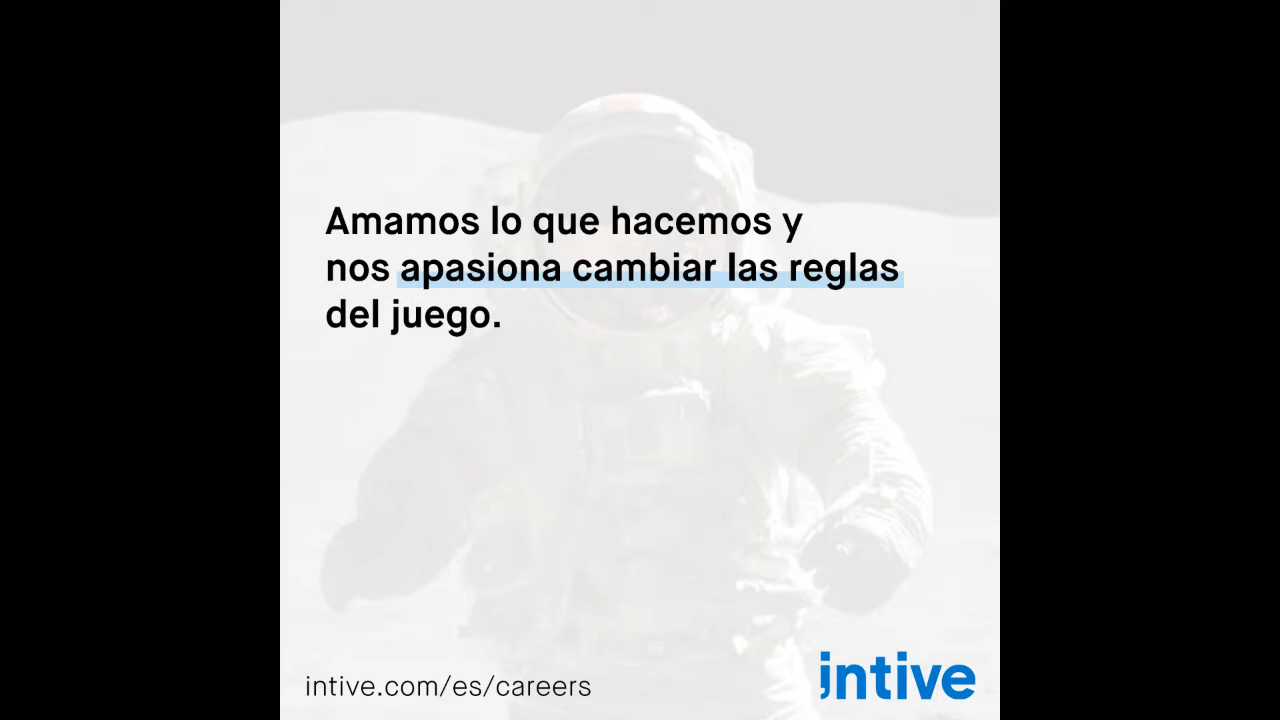 Amamos lo que hacemos y
nos apasiona cambiar las reglas
del juego.
intive.com/es/careers
intive